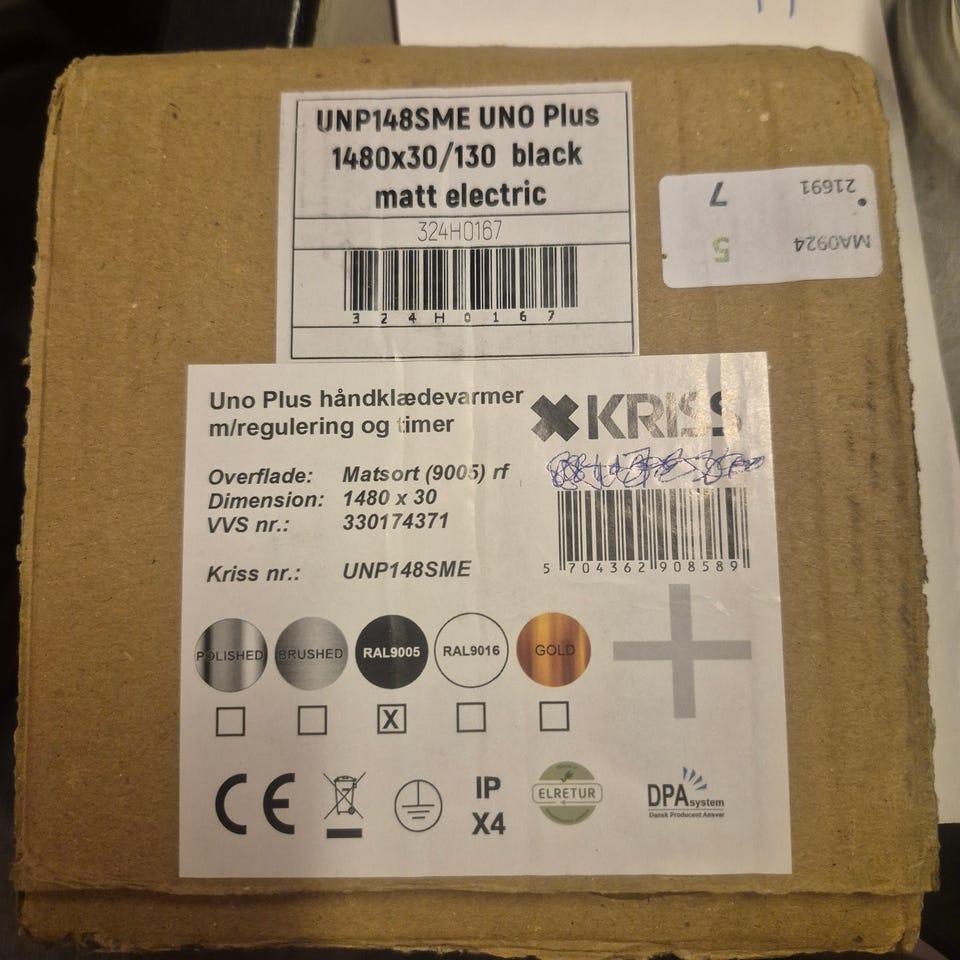 UNP148SME UNO Plus
1480x30/130 black
matt electric
324H0167
3 2 4 H 0 1 6 7
MA0924 5
21691 7
Uno Plus håndklædevarmer
m/regulering og timer
KRISS
Overflade: Matsort (9005) rf
Dimension: 1480 x 30
VVS nr.: 330174371
Kriss nr.: UNP148SME
5 704362 908589
POLISHED BRUSHED RAL9005 RAL9016 GOLD
X
CE
IP
X4
ELRETUR
DPA system
Dansk Producent Ansvar